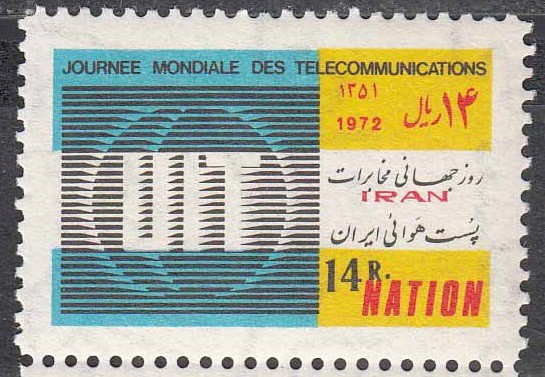 JOURNEE MONDIALE DES TELECOMMUNICATIONS
۱۳۵۱
۱۴ ریال
1972
UIT
روز جهانی مخابرات
IRAN
پست هوائی ایران
14 R.
NATION